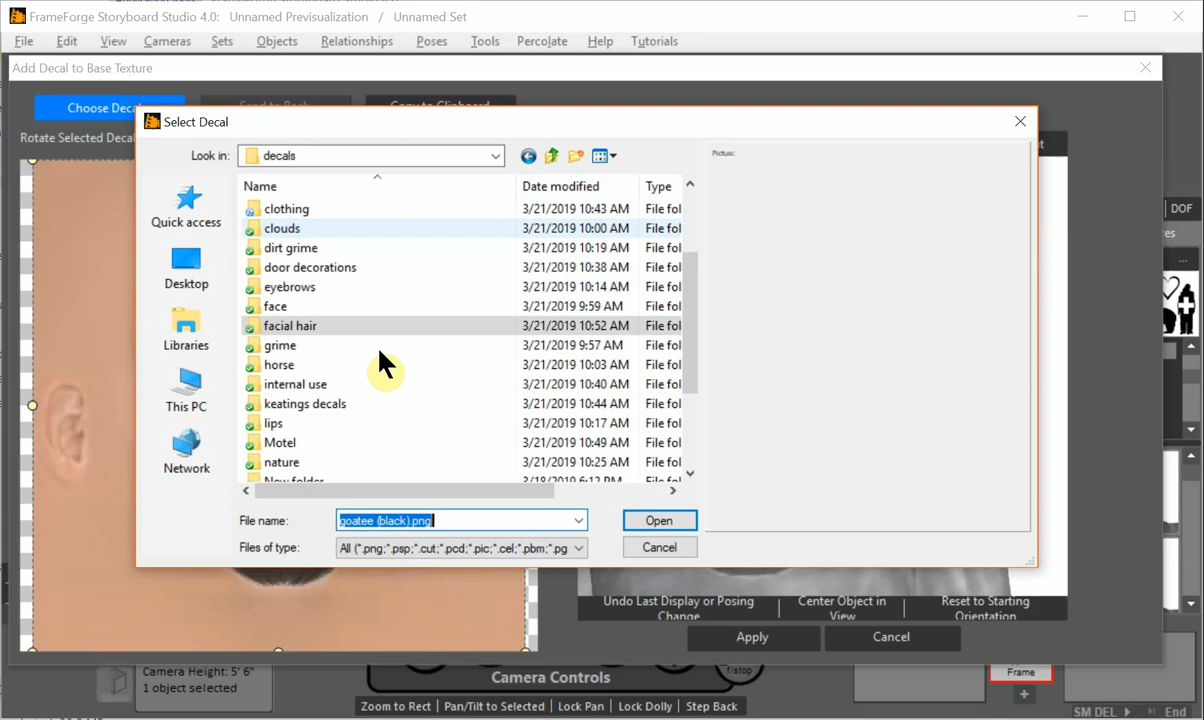 FrameForge Storyboard Studio 4.0: Unnamed Previsualization / Unnamed Set
File Edit View Cameras Sets Objects Relationships Poses Tools Percolate Help Tutorials
Add Decal to Base Texture
Choose Deca
Rotate Selected Decal
Select Decal
Look in: decals
Picture:
Name Date modified Type
clothing 3/21/2019 10:43 AM File fol
clouds 3/21/2019 10:00 AM File fol
dirt grime 3/21/2019 10:19 AM File fol
door decorations 3/21/2019 10:38 AM File fol
eyebrows 3/21/2019 10:14 AM File fol
face 3/21/2019 9:59 AM File fol
facial hair 3/21/2019 10:52 AM File fol
grime 3/21/2019 9:57 AM File fol
horse 3/21/2019 10:03 AM File fol
internal use 3/21/2019 10:40 AM File fol
keatings decals 3/21/2019 10:44 AM File fol
lips 3/21/2019 10:17 AM File fol
Motel 3/21/2019 10:49 AM File fol
nature 3/21/2019 10:25 AM File fol
Quick access
Desktop
Libraries
This PC
Network
File name: goatee (black).png Open
Files of type: All (*.png;*.psp;*.cut;*.pcd;*.pic;*.cel;*.pbm;*.pg Cancel
DOF
...
Undo Last Display or Posing Change
Center Object in View
Reset to Starting Orientation
Apply Cancel
Camera Height: 5' 6"
1 object selected
f/stop
Camera Controls
Zoom to Rect Pan/Tilt to Selected Lock Pan Lock Dolly Step Back
Frame
+
SM DEL End